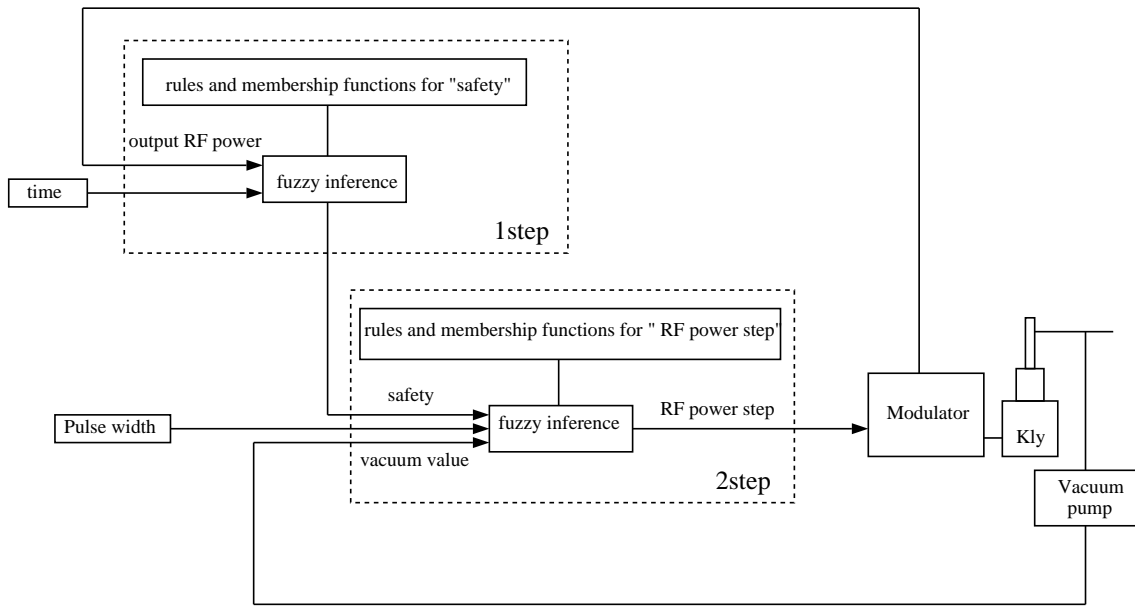 rules and membership functions for "safety"
output RF power
fuzzy inference
time
1step
rules and membership functions for " RF power step"
safety
RF power step
Modulator
Pulse width
fuzzy inference
Kly
vacuum value
2step
Vacuum
pump